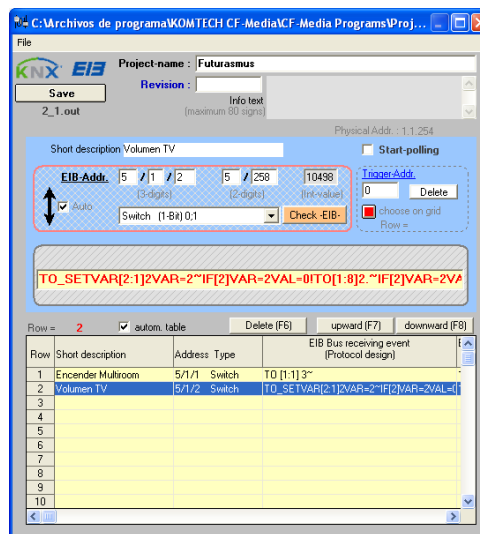 C:\Archivos de programa\KOMTECH CF-Media\CF-Media Programs\Proj...
File
KNX EIB
Project-name : Futurasmus
Save
Revision :
Info text
2_1.out
(maximum 80 signs)
Physical Addr. : 1.1.254
Short description Volumen TV
Start-polling
EIB-Addr. 5 / 1 / 2 5 / 258 10498
Trigger-Addr.
(3-digits) (2-digits) (Int-value)
0 Delete
Auto
Switch (1-Bit) 0;1
Check -EIB-
choose on grid
Row =
TO_SETVAR[2:1]2VAR=2~IF[2]VAR=2VAL=0!TO[1:8]2.~IF[2]VAR=2VA
Row = 2 autom. table Delete (F6) upward (F7) downward (F8)
Row Short description Address Type EIB Bus receiving event
(Protocol design)
1 Encender Multiroom 5/1/1 Switch TO [1:1] 3~
2 Volumen TV 5/1/2 Switch TO_SETVAR[2:1]2VAR=2~IF[2]VAR=2VAL=
3
4
5
6
7
8
9
10